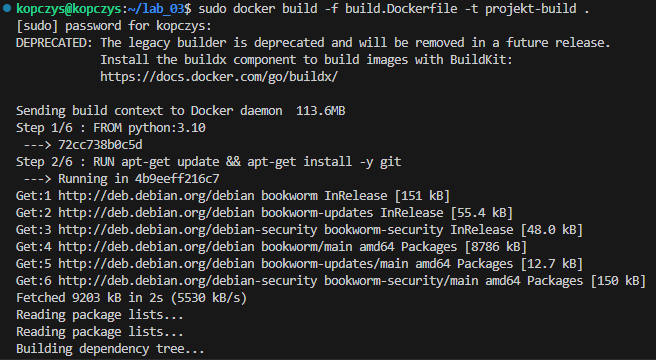 kopczys@kopczys:~/lab_03$ sudo docker build -f build.Dockerfile -t projekt-build .
[sudo] password for kopczys:
DEPRECATED: The legacy builder is deprecated and will be removed in a future release.
            Install the buildx component to build images with BuildKit:
            https://docs.docker.com/go/buildx/

Sending build context to Docker daemon  113.6MB
Step 1/6 : FROM python:3.10
 ---> 72cc738b0c5d
Step 2/6 : RUN apt-get update && apt-get install -y git
 ---> Running in 4b9eeff216c7
Get:1 http://deb.debian.org/debian bookworm InRelease [151 kB]
Get:2 http://deb.debian.org/debian bookworm-updates InRelease [55.4 kB]
Get:3 http://deb.debian.org/debian-security bookworm-security InRelease [48.0 kB]
Get:4 http://deb.debian.org/debian bookworm/main amd64 Packages [8786 kB]
Get:5 http://deb.debian.org/debian bookworm-updates/main amd64 Packages [12.7 kB]
Get:6 http://deb.debian.org/debian-security bookworm-security/main amd64 Packages [150 kB]
Fetched 9203 kB in 2s (5530 kB/s)
Reading package lists...
Reading package lists...
Building dependency tree...